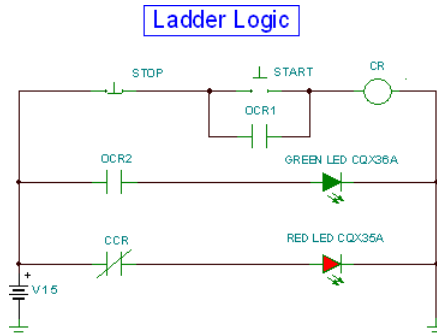 Ladder Logic
STOP
START
CR
OCR1
OCR2
GREEN LED CQX36A
CCR
RED LED CQX35A
+
V15